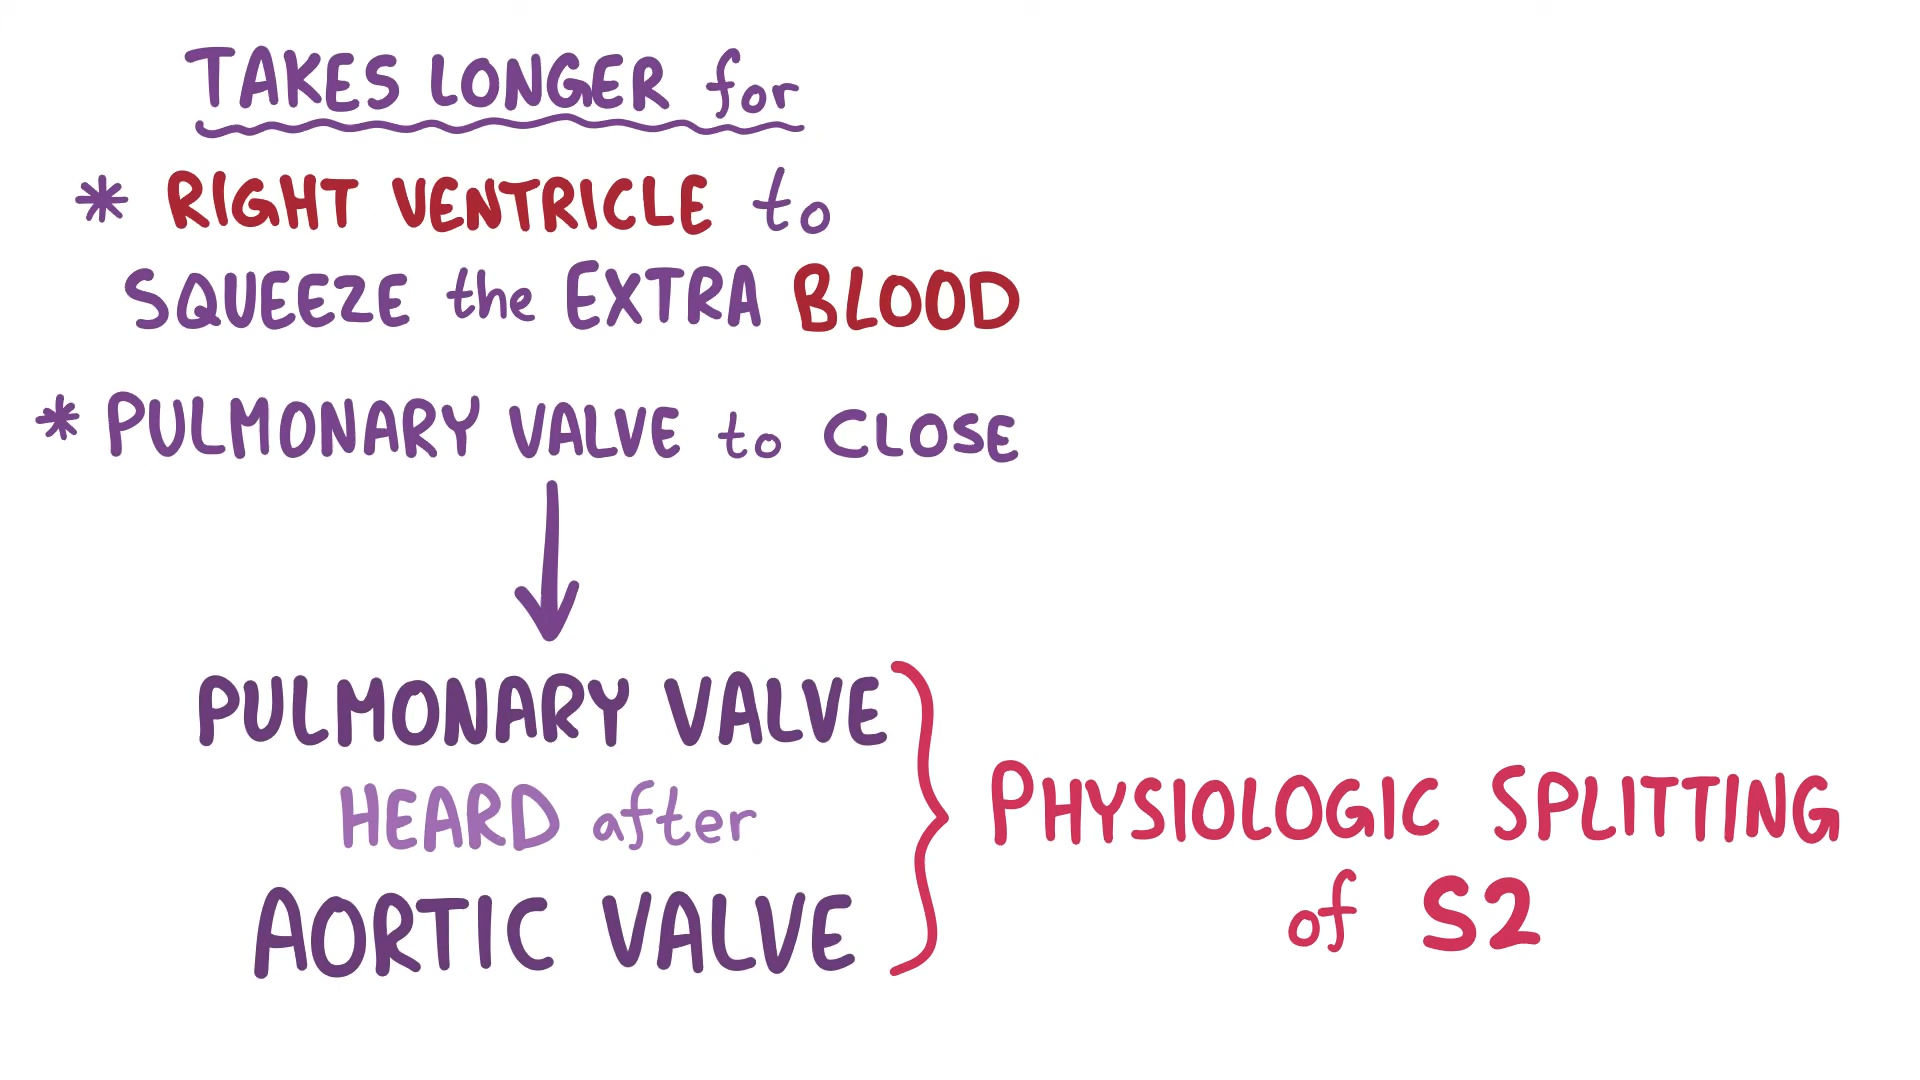 TAKES LONGER for
* RIGHT VENTRICLE to
SQUEEZE the EXTRA BLOOD
* PULMONARY VALVE to CLOSE
PULMONARY VALVE
HEARD after
AORTIC VALVE
PHYSIOLOGIC SPLITTING
of S2